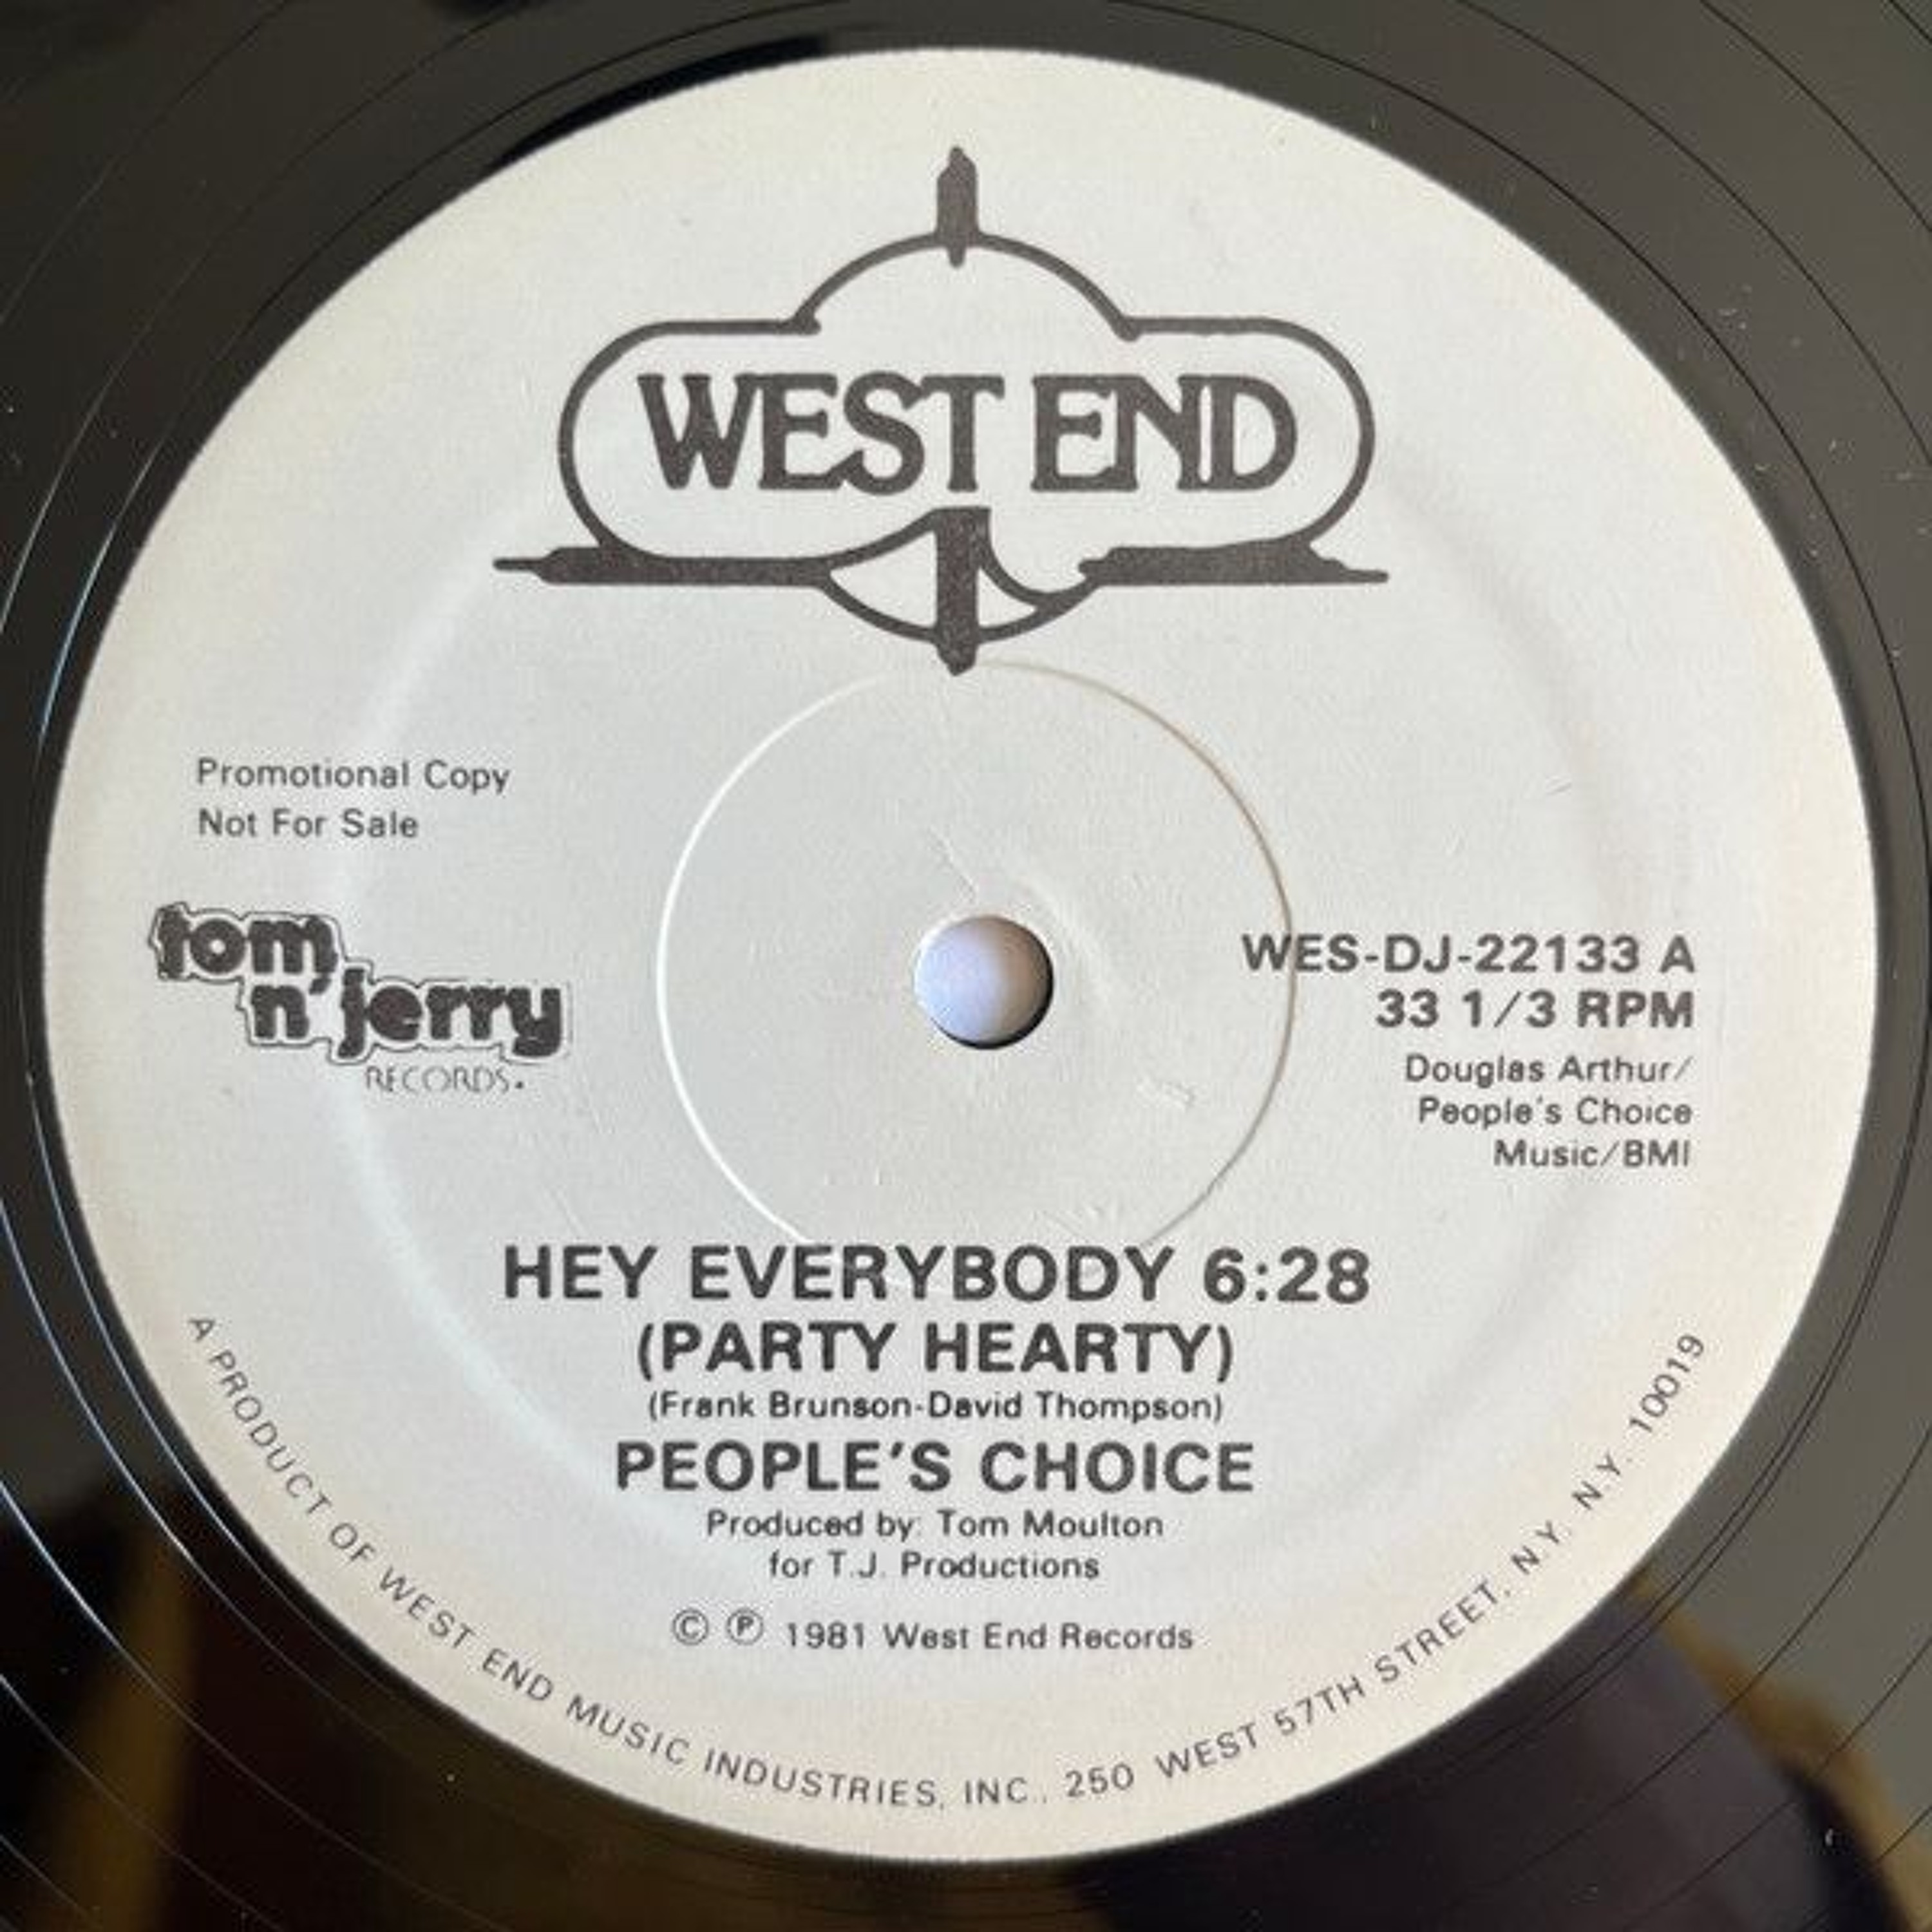 WEST END
Promotional Copy
Not For Sale
tom
n' jerry
RECORDS.
WES-DJ-22133 A
33 1/3 RPM
Douglas Arthur/
People's Choice
Music/BMI
HEY EVERYBODY 6:28
(PARTY HEARTY)
(Frank Brunson-David Thompson)
PEOPLE'S CHOICE
Produced by: Tom Moulton
for T.J. Productions
© ℗ 1981 West End Records
A PRODUCT OF WEST END MUSIC INDUSTRIES, INC., 250 WEST 57TH STREET, N.Y. N.Y. 10019